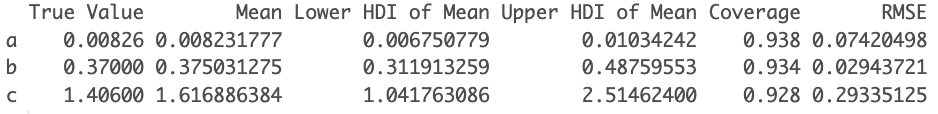 True Value Mean Lower HDI of Mean Upper HDI of Mean Coverage RMSE
a 0.00826 0.008231777 0.006750779 0.01034242 0.938 0.07420498
b 0.37000 0.375031275 0.311913259 0.48759553 0.934 0.02943721
c 1.40600 1.616886384 1.041763086 2.51462400 0.928 0.29335125